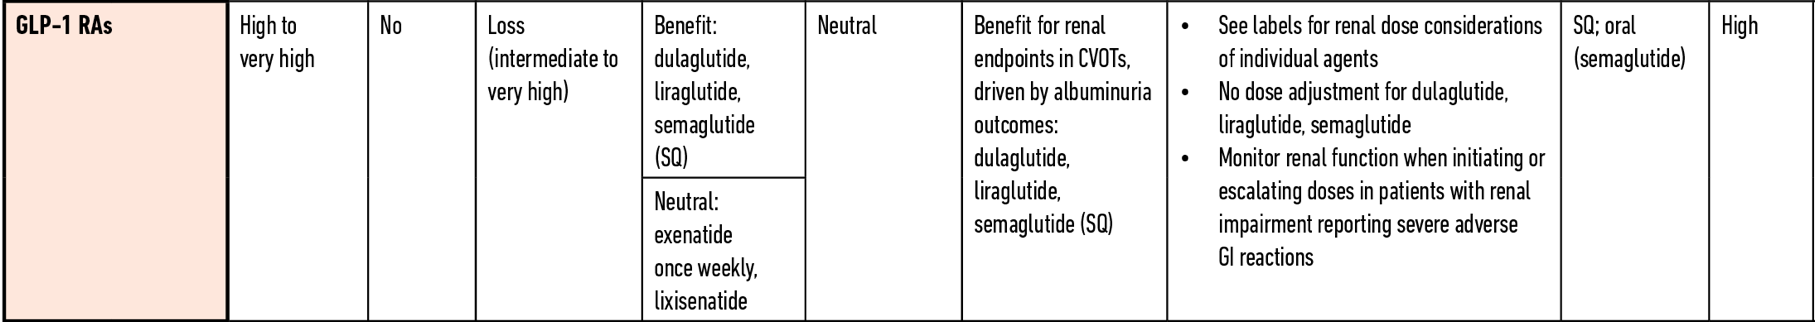 GLP-1 RAs
High to
very high
No
Loss
(intermediate to
very high)
Benefit:
dulaglutide,
liraglutide,
semaglutide
(SQ)
Neutral:
exenatide
once weekly,
lixisenatide
Neutral
Benefit for renal
endpoints in CVOTs,
driven by albuminuria
outcomes:
dulaglutide,
liraglutide,
semaglutide (SQ)
• See labels for renal dose considerations
of individual agents
• No dose adjustment for dulaglutide,
liraglutide, semaglutide
• Monitor renal function when initiating or
escalating doses in patients with renal
impairment reporting severe adverse
GI reactions
SQ; oral
(semaglutide)
High